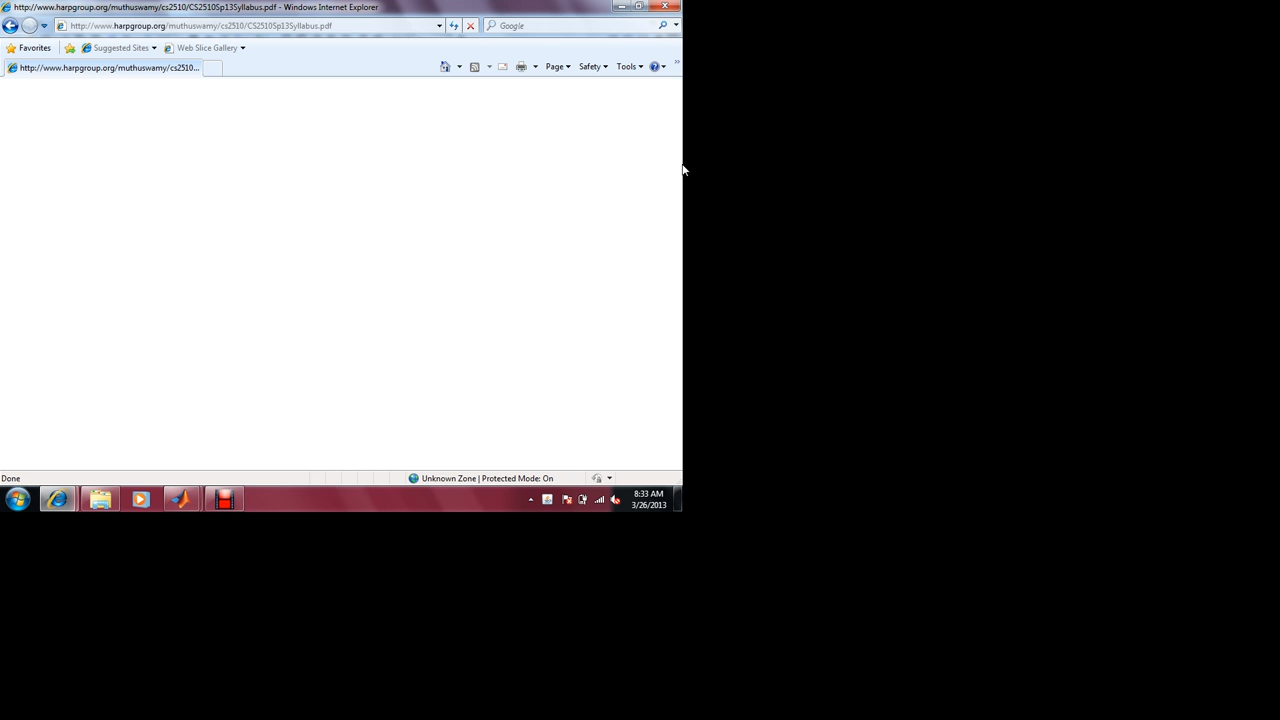 http://www.harpgroup.org/muthuswamy/cs2510/CS2510Sp13Syllabus.pdf - Windows Internet Explorer
http://www.harpgroup.org/muthuswamy/cs2510/CS2510Sp13Syllabus.pdf Google
Favorites Suggested Sites Web Slice Gallery
http://www.harpgroup.org/muthuswamy/cs2510... Page Safety Tools
Done Unknown Zone | Protected Mode: On
8:33 AM
3/26/2013